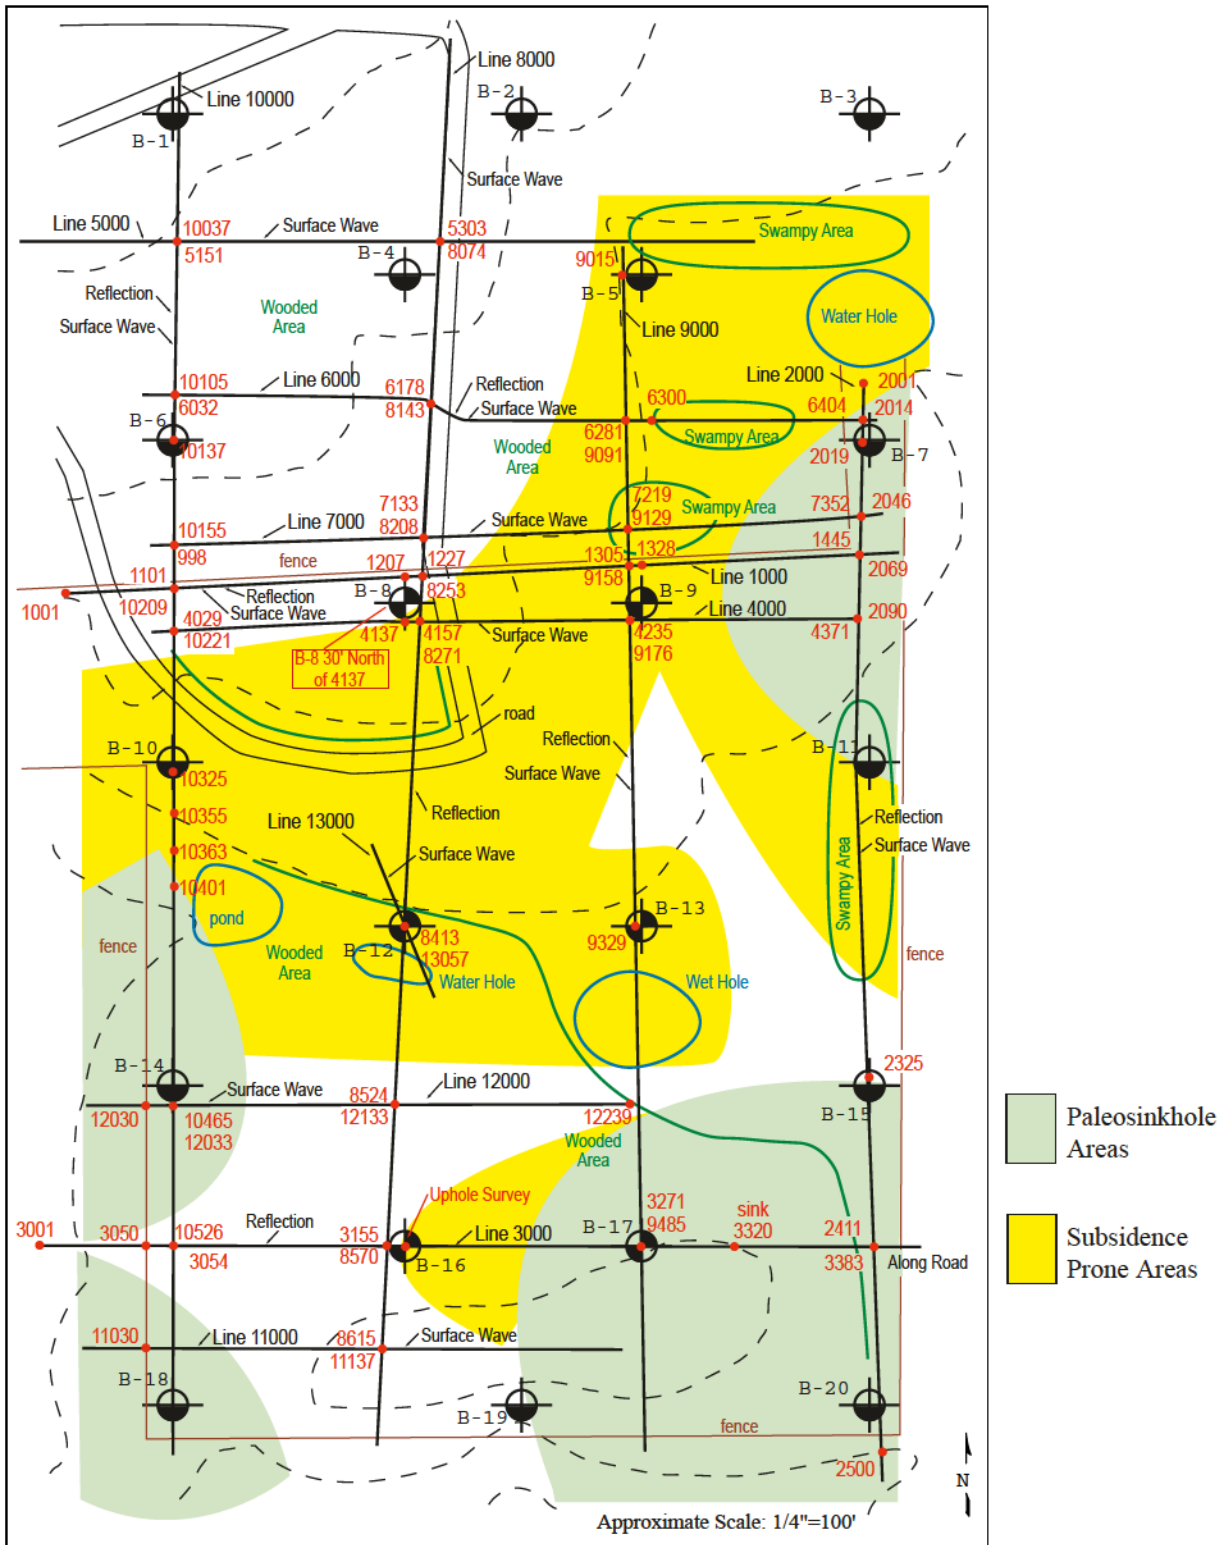 Line 8000
Line 10000
B-2
B-3
B-1
Surface Wave
Line 5000
10037
Surface Wave
5303
Swampy Area
5151
B-4
8074
9015
B-5
Reflection
Surface Wave
Wooded
Area
Water Hole
Line 9000
10105
Line 6000
6178
Reflection
Line 2000
2001
6032
8143
Surface Wave
6300
6404
2014
B-6
10137
Wooded
Area
6281
9091
Swampy Area
2019
B-7
7133
7219
Swampy Area
7352
2046
10155
Line 7000
8208
Surface Wave
9129
998
fence
1207
1227
1305
1328
1445
1101
Line 1000
2069
1001
10209
Reflection
Surface Wave
B-8
8253
9158
B-9
Line 4000
2090
4029
10221
4137
4157
Surface Wave
4235
4371
8271
9176
B-8 30' North
of 4137
road
B-10
Reflection
B-11
10325
Surface Wave
10355
Line 13000
Reflection
Reflection
10363
Surface Wave
Surface Wave
10401
Swampy Area
pond
B-13
fence
Wooded
Area
B-12
8413
13057
9329
fence
Water Hole
Wet Hole
B-14
2325
Surface Wave
8524
Line 12000
12030
10465
12033
12133
12239
B-15
Wooded
Area
Paleosinkhole
Areas
Uphole Survey
3001
3050
10526
Reflection
3155
Line 3000
B-17
3271
9485
sink
3320
2411
3054
8570
B-16
3383
Along Road
Subsidence
Prone Areas
11030
Line 11000
8615
Surface Wave
11137
B-18
B-19
B-20
fence
2500
N
Approximate Scale: 1/4"=100'